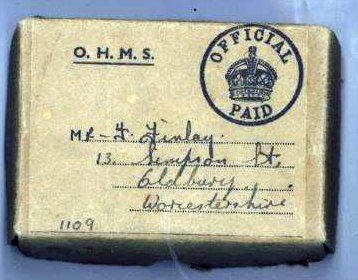 O. H. M. S.
OFFICIAL
PAID
MR - F. Finlay.
13. Simpson St,
Oldbury,
Worcestershire
1109